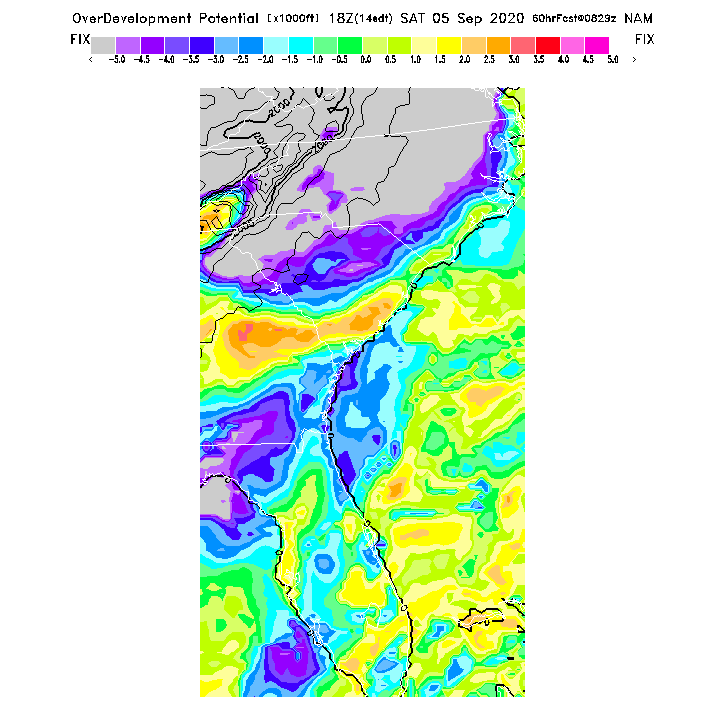 OverDevelopment Potential [x1000ft] 18Z(14edt) SAT 05 Sep 2020 60hrFcst@0829z NAM
FIX FIX
< -5.0 -4.5 -4.0 -3.5 -3.0 -2.5 -2.0 -1.5 -1.0 -0.5 0.0 0.5 1.0 1.5 2.0 2.5 3.0 3.5 4.0 4.5 5.0 >
2000
2000